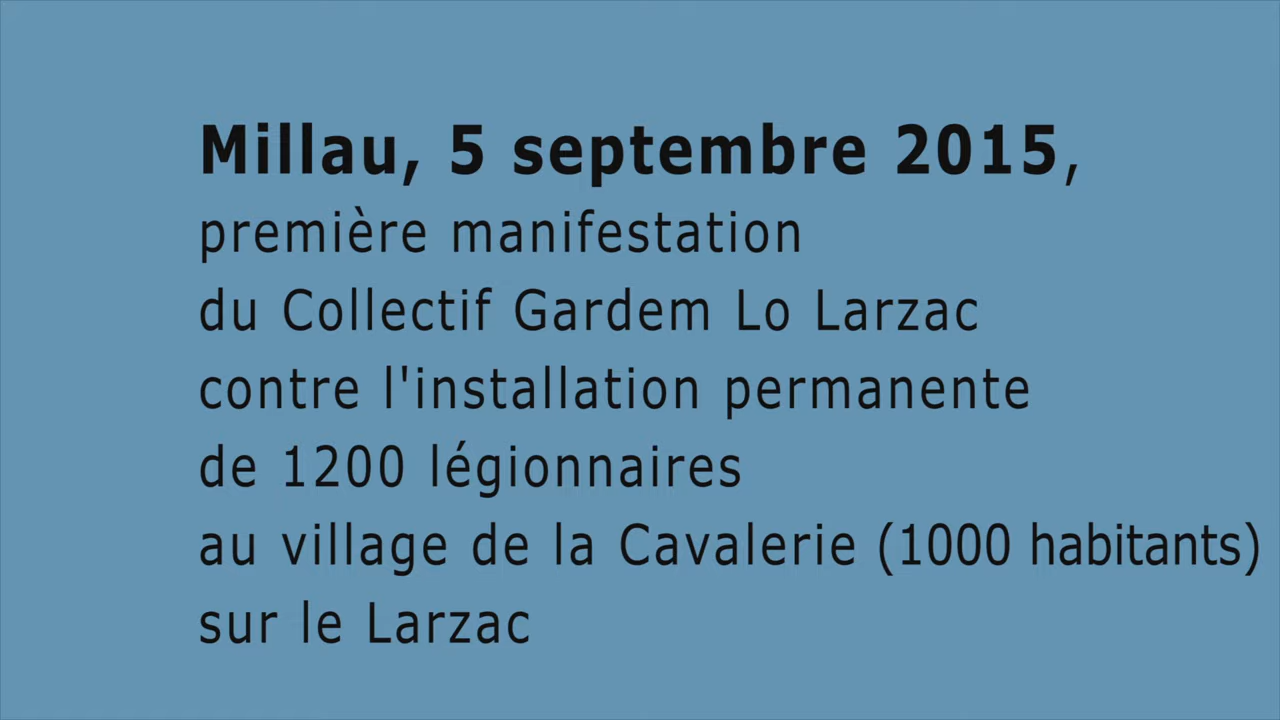 Millau, 5 septembre 2015,
première manifestation
du Collectif Gardem Lo Larzac
contre l'installation permanente
de 1200 légionnaires
au village de la Cavalerie (1000 habitants)
sur le Larzac